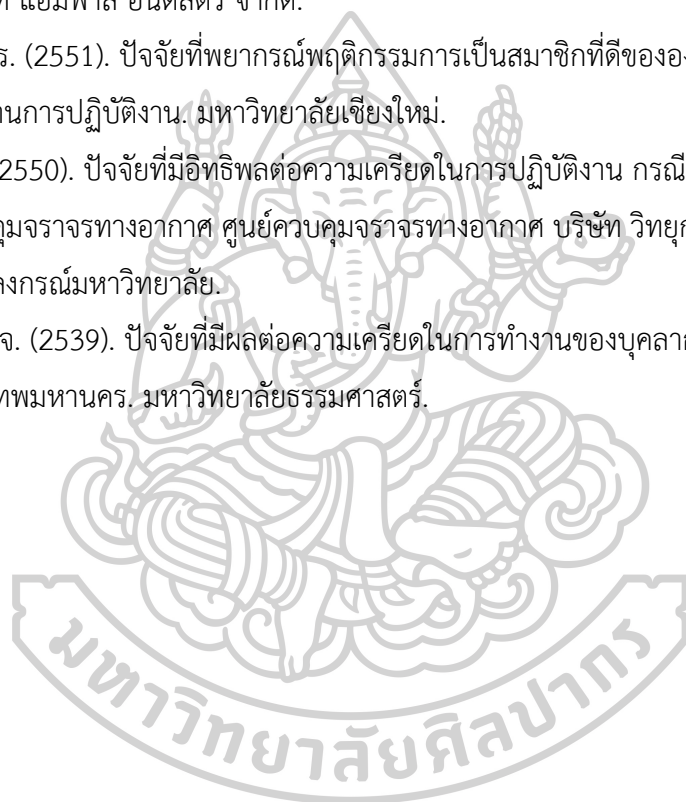 แอมพาส อินดัสตรี จำกัด.
ร. (2551). ปัจจัยที่พยากรณ์พฤติกรรมการเป็นสมาชิกที่ดีขององ
านการปฏิบัติงาน. มหาวิทยาลัยเชียงใหม่.
2550). ปัจจัยที่มีอิทธิพลต่อความเครียดในการปฏิบัติงาน กรณี
คุมจราจรทางอากาศ ศูนย์ควบคุมจราจรทางอากาศ บริษัท วิทยุก
ลงกรณ์มหาวิทยาลัย.
จ. (2539). ปัจจัยที่มีผลต่อความเครียดในการทำงานของบุคลาก
ทพมหานคร. มหาวิทยาลัยธรรมศาสตร์.
มหาวิทยาลัยศิลปากร